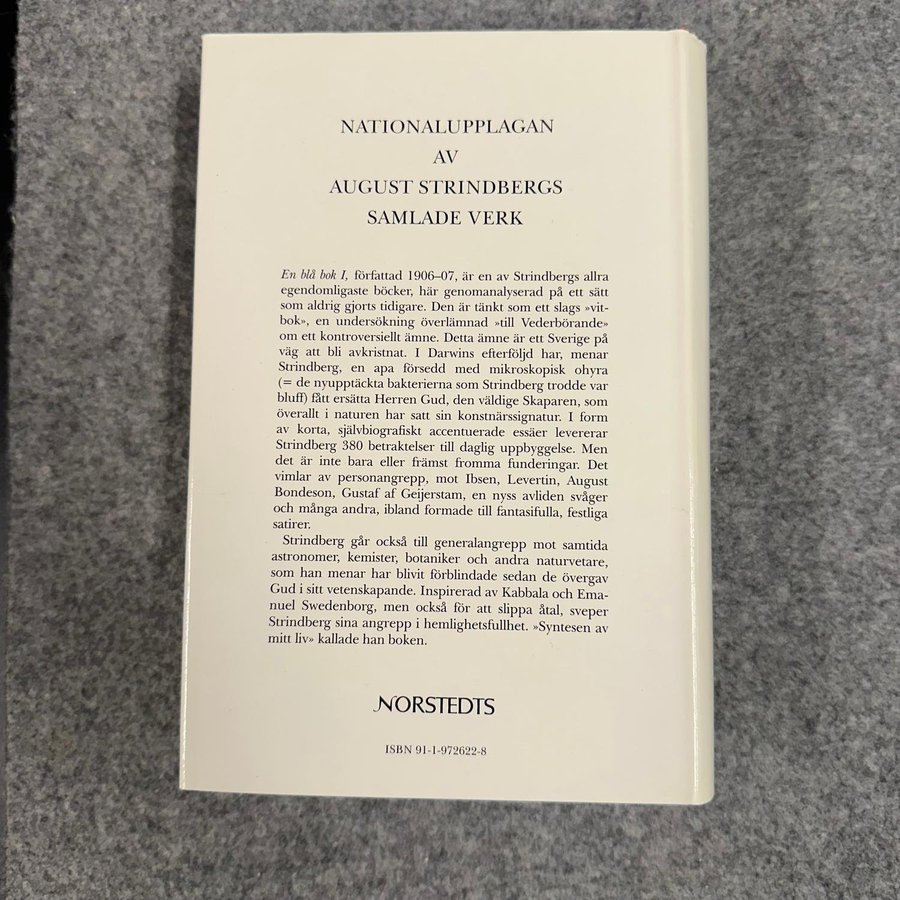 NATIONALUPPLAGAN
AV
AUGUST STRINDBERGS
SAMLADE VERK
En blå bok I, författad 1906–07, är en av Strindbergs allra
egendomligaste böcker, här genomanalyserad på ett sätt
som aldrig gjorts tidigare. Den är tänkt som ett slags »vit-
bok», en undersökning överlämnad »till Vederbörande»
om ett kontroversiellt ämne. Detta ämne är ett Sverige på
väg att bli avkristnat. I Darwins efterföljd har, menar
Strindberg, en apa försedd med mikroskopisk ohyra
(= de nyupptäckta bakterierna som Strindberg trodde var
bluff) fått ersätta Herren Gud, den väldige Skaparen, som
överallt i naturen har satt sin konstnärssignatur. I form
av korta, självbiografiskt accentuerade essäer levererar
Strindberg 380 betraktelser till daglig uppbyggelse. Men
det är inte bara eller främst fromma funderingar. Det
vimlar av personangrepp, mot Ibsen, Levertin, August
Bondeson, Gustaf af Geijerstam, en nyss avliden svåger
och många andra, ibland formade till fantasifulla, festliga
satirer.
Strindberg går också till generalangrepp mot samtida
astronomer, kemister, botaniker och andra naturvetare,
som han menar har blivit förblindade sedan de övergav
Gud i sitt vetenskapande. Inspirerad av Kabbala och Ema-
nuel Swedenborg, men också för att slippa åtal, sveper
Strindberg sina angrepp i hemlighetsfullhet. »Syntesen av
mitt liv» kallade han boken.
NORSTEDTS
ISBN 91-1-972622-8